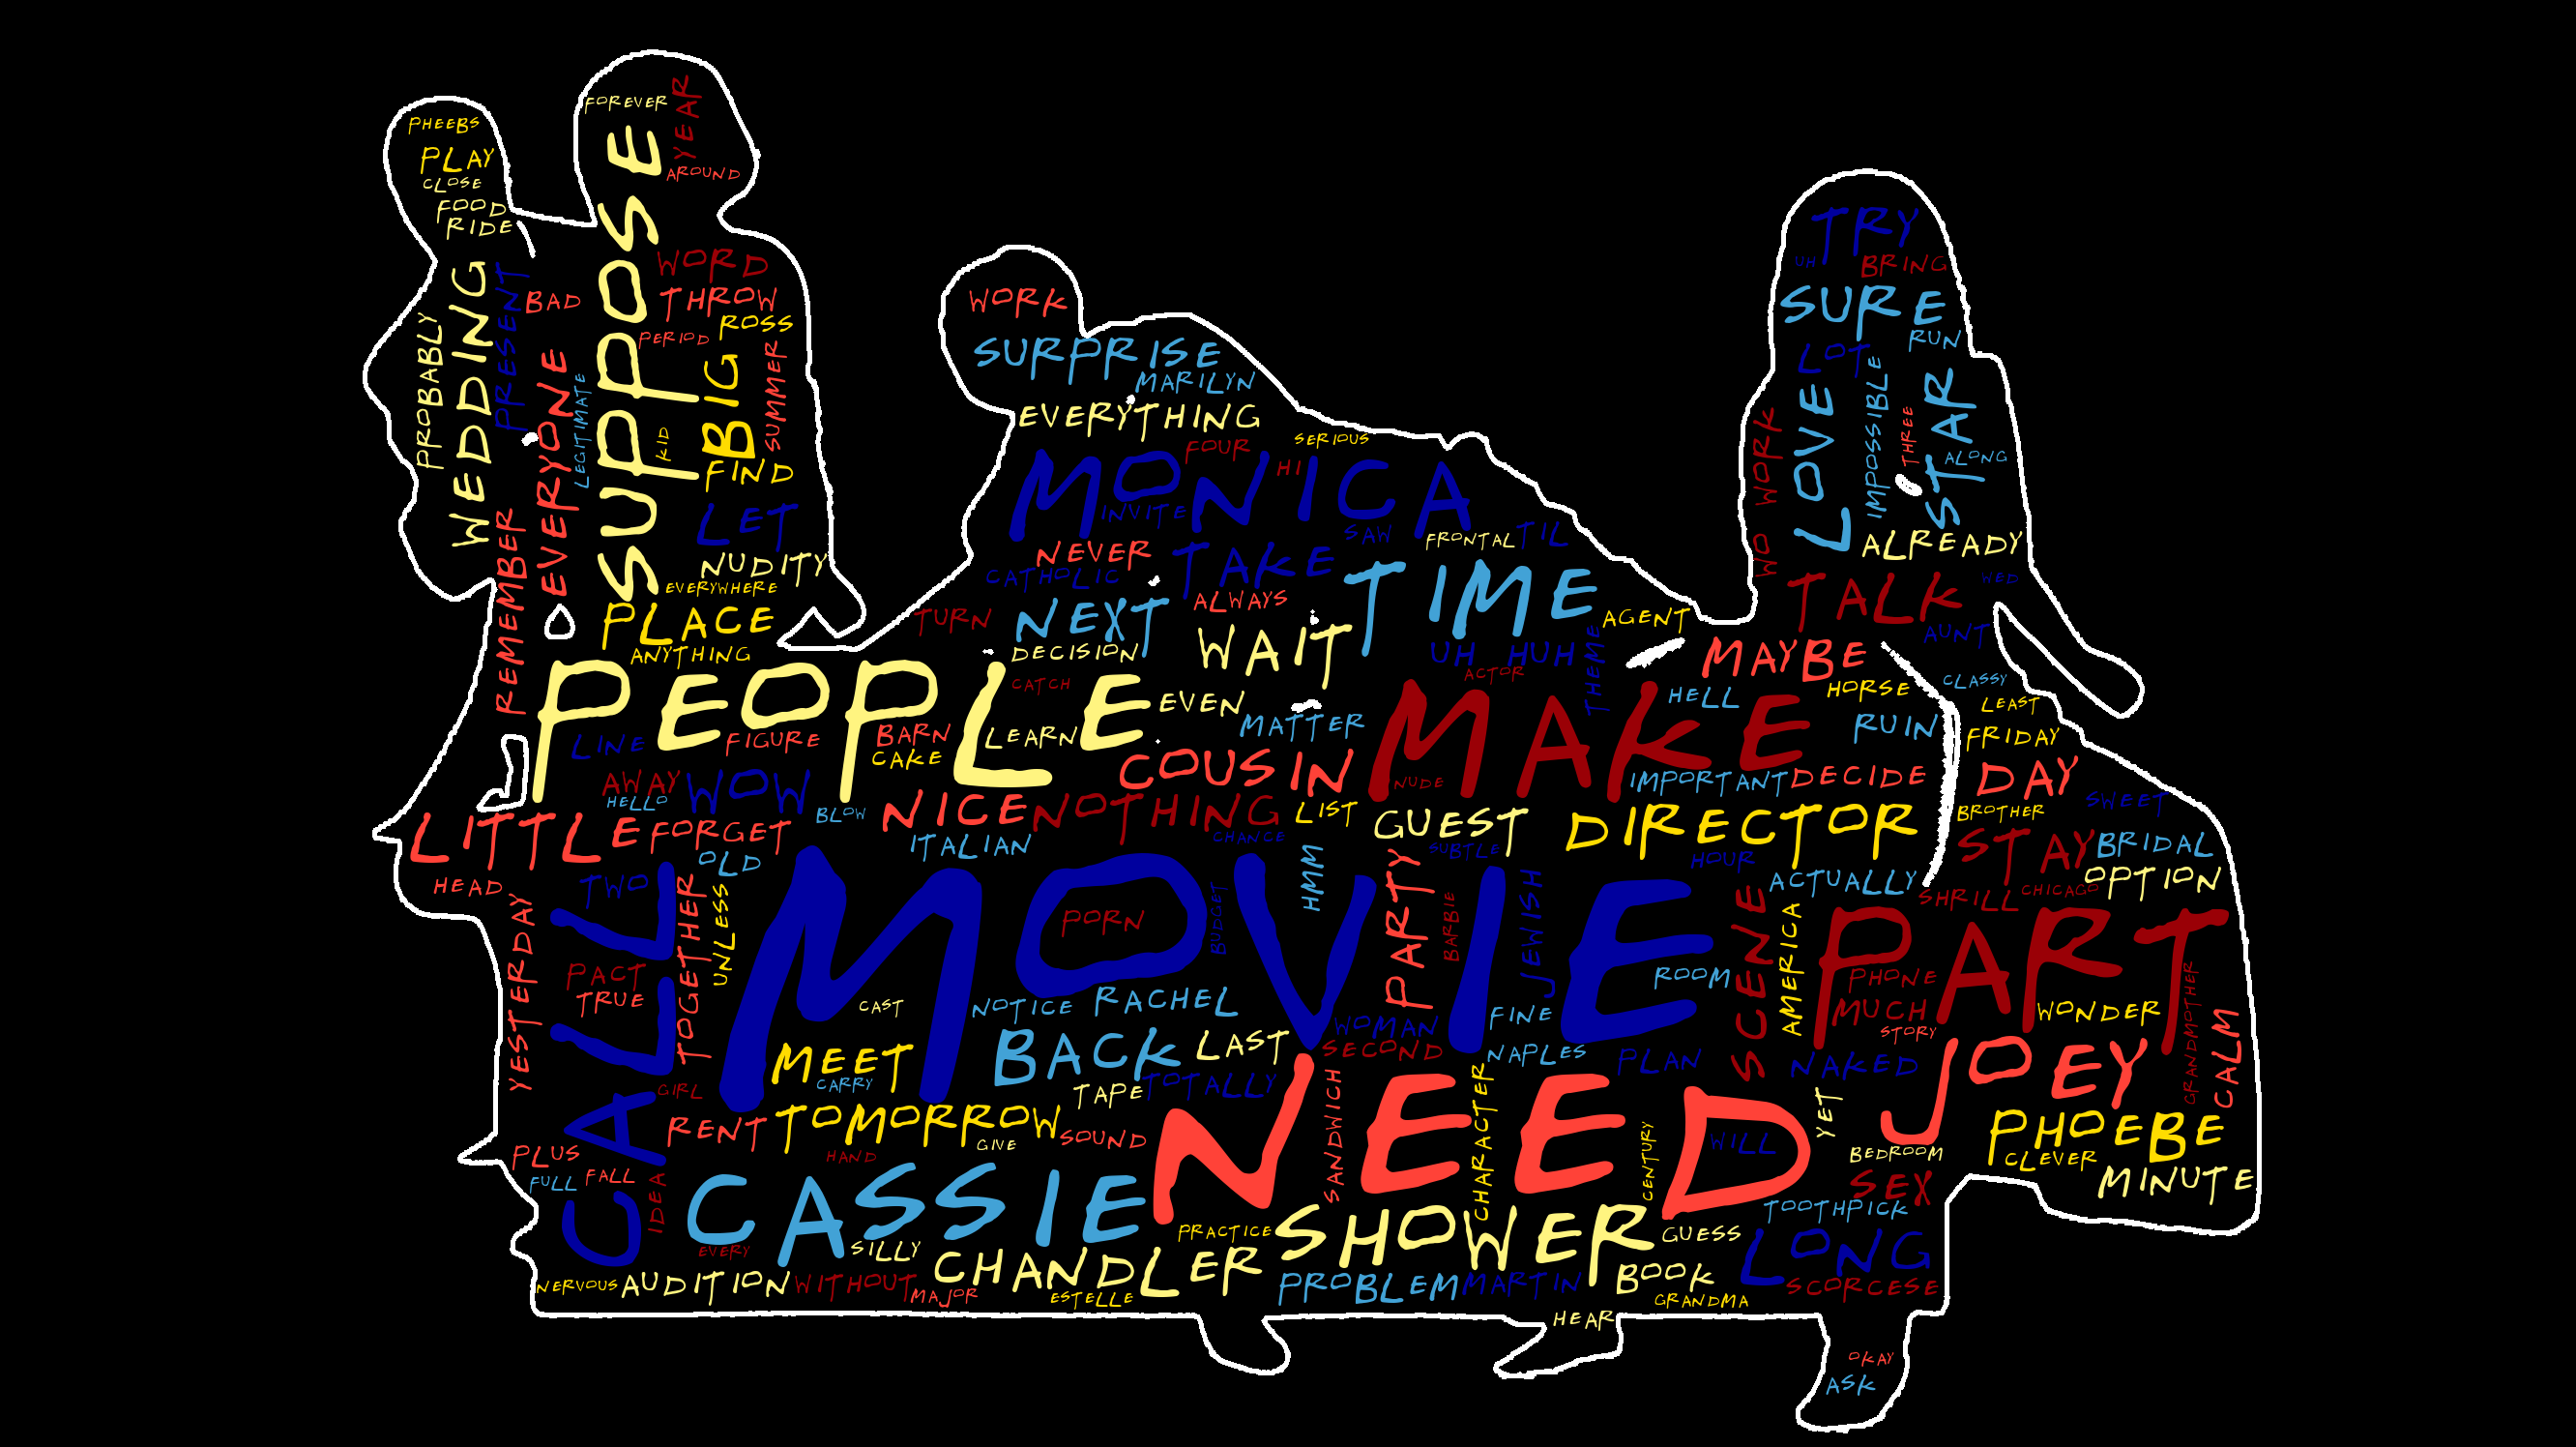 FOREVER
YEAR
AROUND
PHEEBS
PLAY
CLOSE
FOOD
RIDE
SUPPOSE
WORD
THROW
ROSS
PERIOD
BIG
SUMMER
KID
FIND
LET
NUDITY
EVERYWHERE
PLACE
ANYTHING
WEDDING
PRESENT
PROBABLY
BAD
EVERYONE
LEGITIMATE
REMEMBER
WORK
SURPRISE
MARILYN
EVERYTHING
FOUR
SERIOUS
HI
MONICA
INVITE
SAW
FRONTAL
TIL
NEVER
TAKE
CATHOLIC
TIME
ALWAYS
TURN
NEXT
WAIT
DECISION
UH HUH
THEME
AGENT
ACTOR
TRY
UH
BRING
SURE
RUN
LOT
LOVE
IMPOSSIBLE
THREE
STAR
ALONG
WO WORK
ALREADY
TALK
WED
AUNT
MAYBE
HELL
HORSE
CLASSY
LEAST
RUIN
FRIDAY
PEOPLE
CATCH
EVEN
MATTER
LINE
FIGURE
BARN
CAKE
LEARN
COUSIN
MAKE
NUDE
IMPORTANT
DECIDE
DAY
SWEET
BROTHER
AWAY
HELLO
WOW
BLOW
NICE
NOTHING
LIST
GUEST
DIRECTOR
LITTLE
FORGET
ITALIAN
CHANCE
SUBTLE
HOUR
STAY
BRIDAL
OLD
HEAD
TWO
HMM
PARTY
ACTUALLY
SHRILL
CHICAGO
OPTION
YESTERDAY
CALL
TOGETHER
UNLESS
MOVIE
PORN
BUDGET
BARBIE
JEWISH
SCENE
AMERICA
PART
PACT
TRUE
ROOM
PHONE
MUCH
STORY
WONDER
GRANDMOTHER
CALM
CAST
NOTICE
RACHEL
WOMAN
FINE
MEET
BACK
LAST
SECOND
NAPLES
PLAN
NAKED
JOEY
CARRY
GIRL
TAPE
TOTALLY
RENT
TOMORROW
GIVE
SOUND
HAND
NEED
SANDWICH
CHARACTER
CENTURY
WILL
YET
BEDROOM
PHOEBE
CLEVER
MINUTE
PLUS
FULL
FALL
IDEA
CASSIE
PRACTICE
SHOWER
GUESS
SEX
TOOTHPICK
LONG
EVERY
SILLY
NERVOUS
AUDITION
WITHOUT
MAJOR
CHANDLER
ESTELLE
PROBLEM
MARTIN
BOOK
GRANDMA
SCORCESE
HEAR
OKAY
ASK